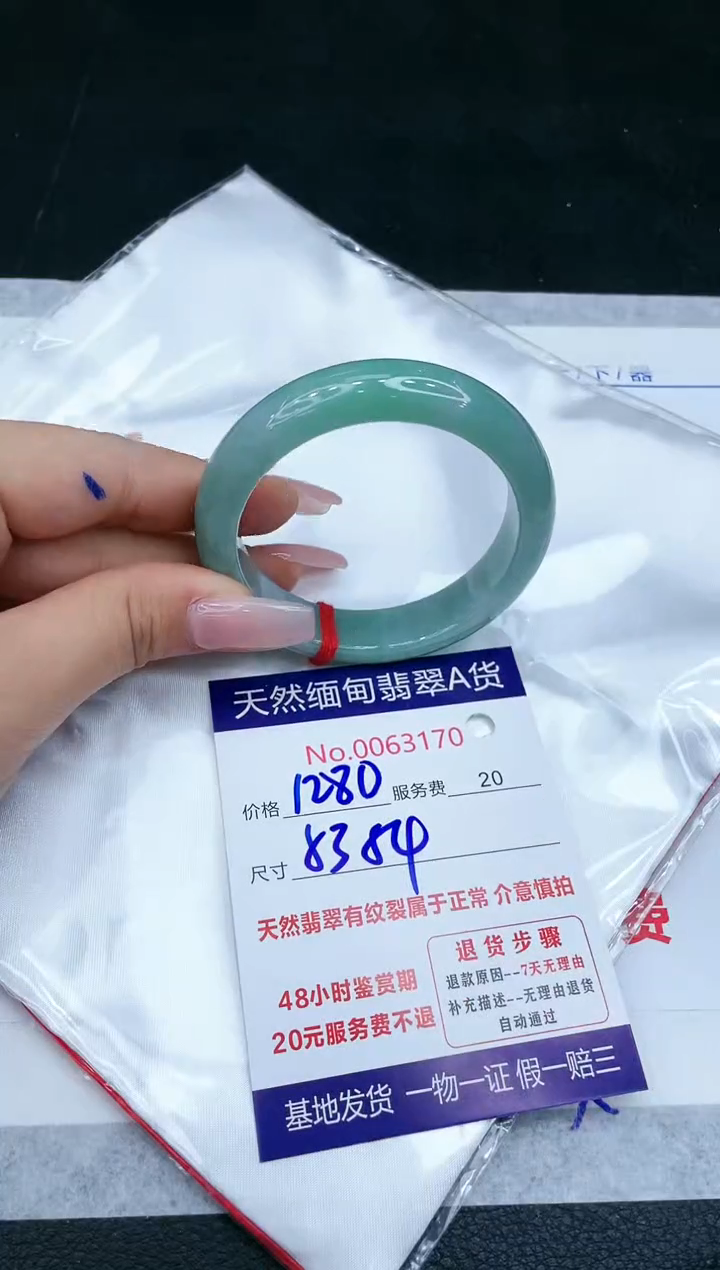 天然缅甸翡翠A货
No.0063170
价格 1280 服务费 20
尺寸 8384
天然翡翠有纹裂属于正常 介意慎拍
48小时鉴赏期
20元服务费不退
退货步骤
退款原因--7天无理由
补充描述--无理由退货
自动通过
基地发货 一物一证 假一赔三
费